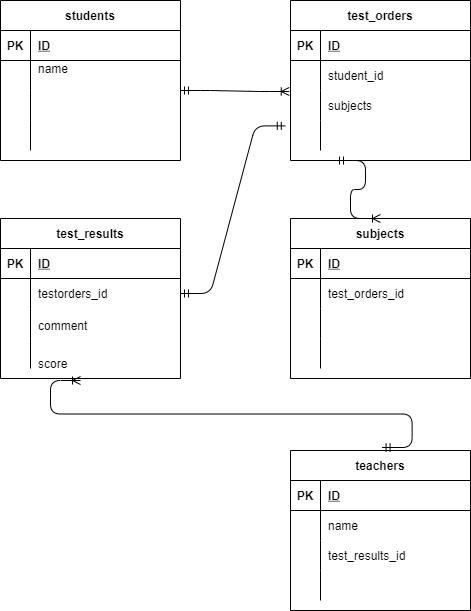 students
PK ID
name
test_orders
PK ID
student_id
subjects
test_results
PK ID
testorders_id
comment
score
subjects
PK ID
test_orders_id
teachers
PK ID
name
test_results_id